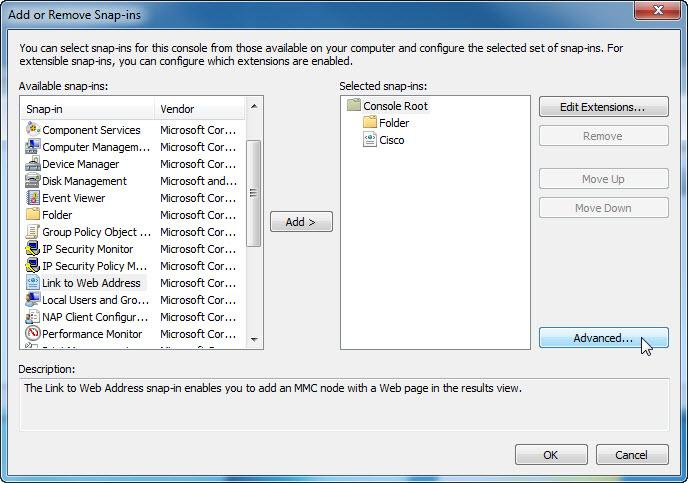 Add or Remove Snap-ins
You can select snap-ins for this console from those available on your computer and configure the selected set of snap-ins. For
extensible snap-ins, you can configure which extensions are enabled.
Available snap-ins:
Snap-in Vendor
Component Services Microsoft Cor...
Computer Managem... Microsoft Cor...
Device Manager Microsoft Cor...
Disk Management Microsoft and...
Event Viewer Microsoft Cor...
Folder Microsoft Cor...
Group Policy Object ... Microsoft Cor...
IP Security Monitor Microsoft Cor...
IP Security Policy M... Microsoft Cor...
Link to Web Address Microsoft Cor...
Local Users and Gro... Microsoft Cor...
NAP Client Configur... Microsoft Cor...
Performance Monitor Microsoft Cor...
Add >
Selected snap-ins:
Console Root
Folder
Cisco
Edit Extensions...
Remove
Move Up
Move Down
Advanced...
Description:
The Link to Web Address snap-in enables you to add an MMC node with a Web page in the results view.
OK
Cancel